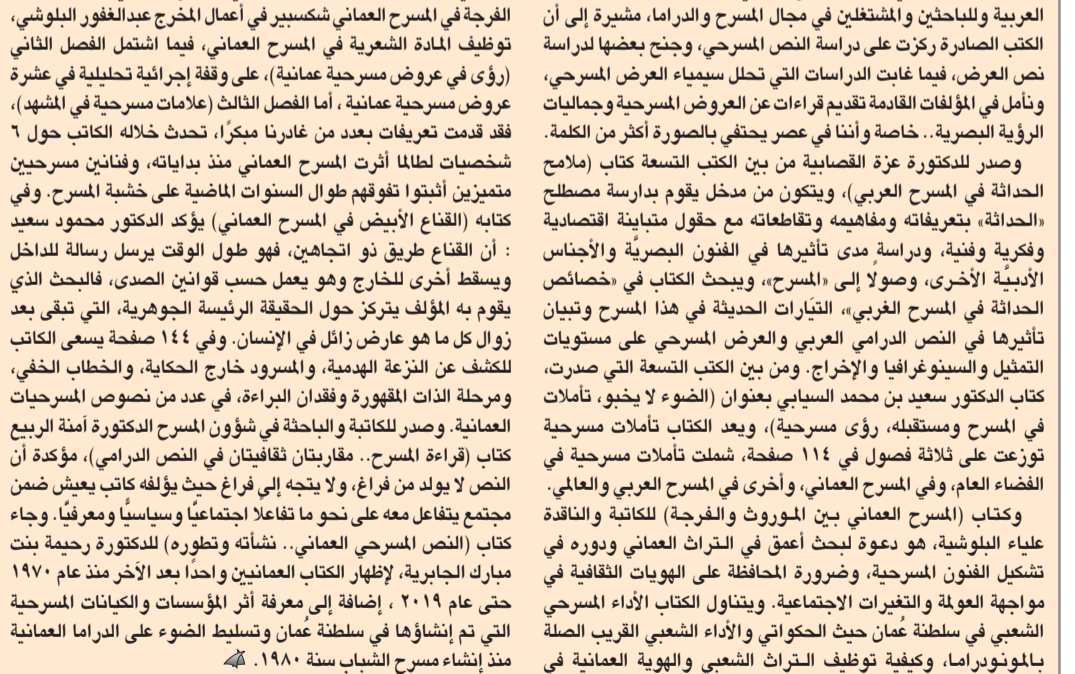 العربية وللباحثين والمشتغلين في مجال المسرح والدراما، مشيرة إلى أن
الكتب الصادرة ركزت على دراسة النص المسرحي، وجنح بعضها لدراسة
نص العرض، فيما غابت الدراسات التي تحلل سيمياء العرض المسرحي،
ونأمل في المؤلفات القادمة تقديم قراءات عن العروض المسرحية وجماليات
الرؤية البصرية.. خاصة وأننا في عصر يحتفي بالصورة أكثر من الكلمة.
وصدر للدكتورة عزة القصابية من بين الكتب التسعة كتاب (ملامح
الحداثة في المسرح العربي)، ويتكون من مدخل يقوم بدارسة مصطلح
«الحداثة» بتعريفاته ومفاهيمه وتقاطعاته مع حقول متباينة اقتصادية
وفكرية وفنية، ودراسة مدى تأثيرها في الفنون البصريَّة والأجناس
الأدبيَّة الأخرى، وصولًا إلى «المسرح»، ويبحث الكتاب في «خصائص
الحداثة في المسرح الغربي»، التيَارات الحديثة في هذا المسرح وتبيان
تأثيرها في النص الدرامي العربي والعرض المسرحي على مستويات
التمثيل والسينوغرافيا والإخراج. ومن بين الكتب التسعة التي صدرت،
كتاب الدكتور سعيد بن محمد السيابي بعنوان (الضوء لا يخبو، تأملات
في المسرح ومستقبله، رؤى مسرحية)، ويعد الكتاب تأملات مسرحية
توزعت على ثلاثة فصول في ١١٤ صفحة، شملت تأملات مسرحية في
الفضاء العام، وفي المسرح العماني، وأخرى في المسرح العربي والعالمي.
وكتاب (المسرح العماني بين الموروث والفرجة) للكاتبة والناقدة
علياء البلوشية، هو دعوة لبحث أعمق في التراث العماني ودوره في
تشكيل الفنون المسرحية، وضرورة المحافظة على الهويات الثقافية في
مواجهة العولمة والتغيرات الاجتماعية. ويتناول الكتاب الأداء المسرحي
الشعبي في سلطنة عُمان حيث الحكواتي والأداء الشعبي القريب الصلة
بالمونودراما، وكيفية توظيف التراث الشعبي والهوية العمانية في
الفرجة في المسرح العماني شكسبير في أعمال المخرج عبدالغفور البلوشي،
توظيف المادة الشعرية في المسرح العماني، فيما اشتمل الفصل الثاني
(رؤى في عروض مسرحية عمانية)، على وقفة إجرائية تحليلية في عشرة
عروض مسرحية عمانية ، أما الفصل الثالث (علامات مسرحية في المشهد)،
فقد قدمت تعريفات بعدد من غادرنا مبكرًا، تحدث خلاله الكاتب حول ٦
شخصيات لطالما أثرت المسرح العماني منذ بداياته، وفنانين مسرحيين
متميزين أثبتوا تفوقهم طوال السنوات الماضية على خشبة المسرح. وفي
كتابه (القناع الأبيض في المسرح العماني) يؤكد الدكتور محمود سعيد
: أن القناع طريق ذو اتجاهين، فهو طول الوقت يرسل رسالة للداخل
ويسقط أخرى للخارج وهو يعمل حسب قوانين الصدى، فالبحث الذي
يقوم به المؤلف يتركز حول الحقيقة الرئيسة الجوهرية، التي تبقى بعد
زوال كل ما هو عارض زائل في الإنسان. وفي ١٤٤ صفحة يسعى الكاتب
للكشف عن النزعة الهدمية، والمسرود خارج الحكاية، والخطاب الخفي،
ومرحلة الذات المقهورة وفقدان البراءة، في عدد من نصوص المسرحيات
العمانية. وصدر للكاتبة والباحثة في شؤون المسرح الدكتورة آمنة الربيع
كتاب (قراءة المسرح.. مقاربتان ثقافيتان في النص الدرامي)، مؤكدة أن
النص لا يولد من فراغ، ولا يتجه إلى فراغ حيث يؤلفه كاتب يعيش ضمن
مجتمع يتفاعل معه على نحو ما تفاعلا اجتماعيًا وسياسيًّا ومعرفيًّا. وجاء
كتاب (النص المسرحي العماني.. نشأته وتطوره) للدكتورة رحيمة بنت
مبارك الجابرية، لإظهار الكتاب العمانيين واحدًا بعد الآخر منذ عام ١٩٧٠
حتى عام ٢٠١٩ ، إضافة إلى معرفة أثر المؤسسات والكيانات المسرحية
التي تم إنشاؤها في سلطنة عُمان وتسليط الضوء على الدراما العمانية
منذ إنشاء مسرح الشباب سنة ١٩٨٠.